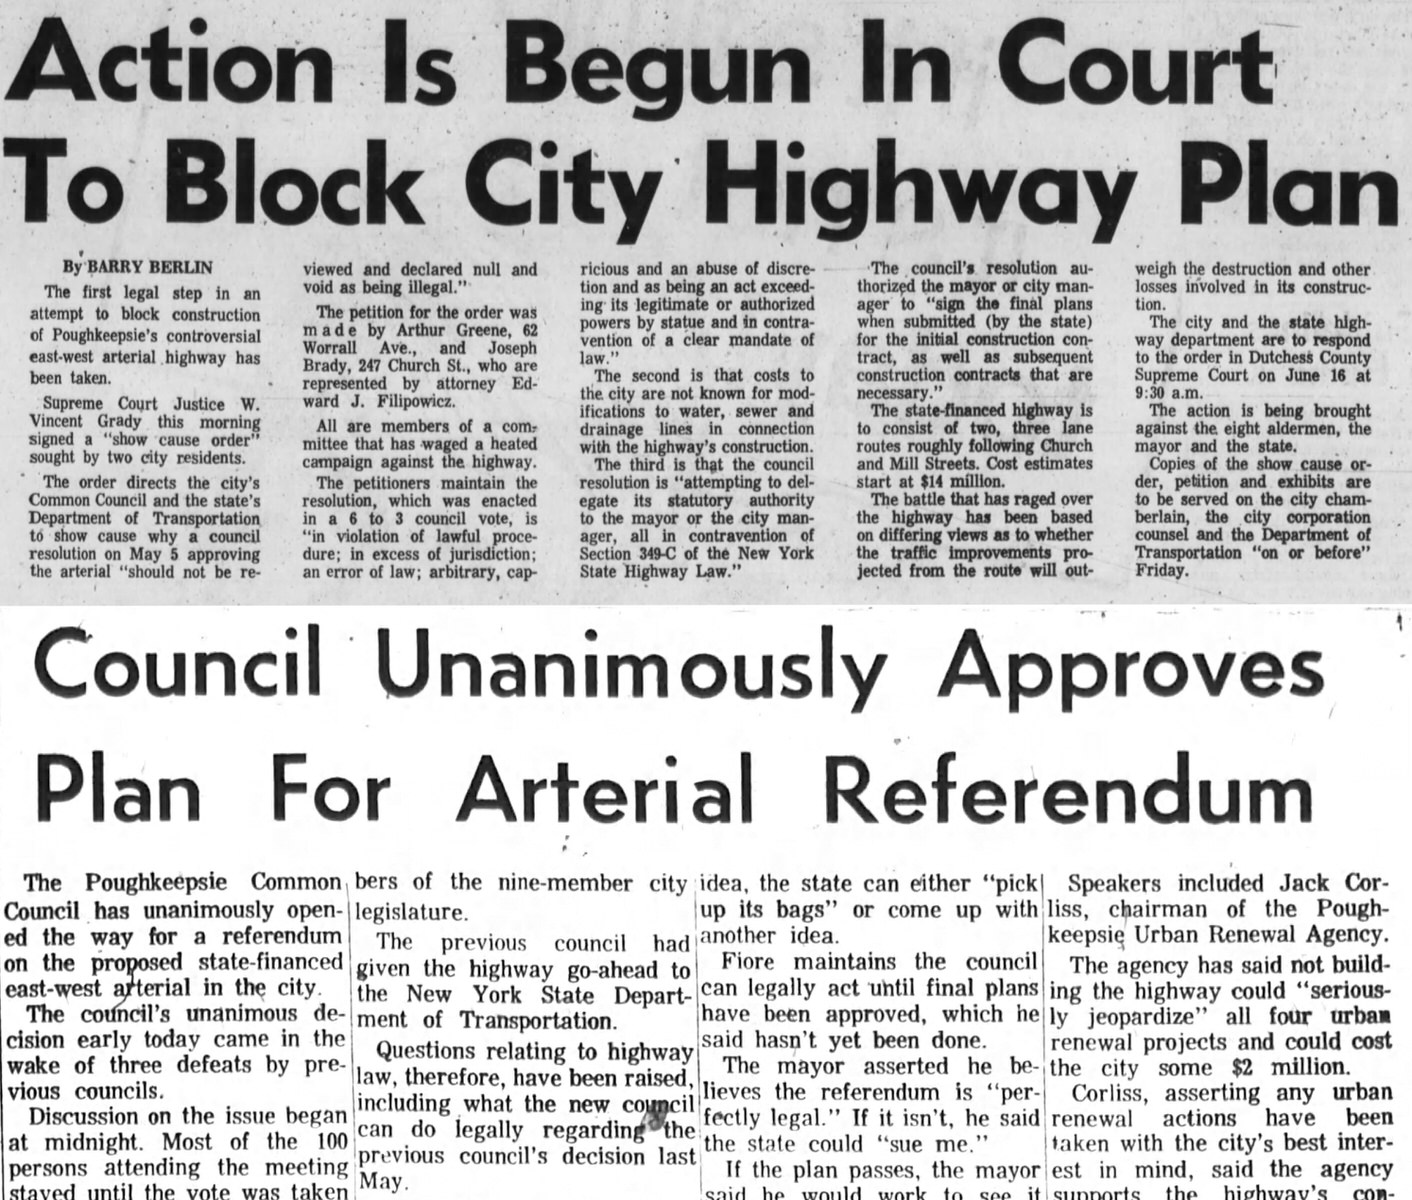 Action Is Begun In Court
To Block City Highway Plan
By BARRY BERLIN
The first legal step in an
attempt to block construction
of Poughkeepsie's controversial
east-west arterial highway has
been taken.
Supreme Court Justice W.
Vincent Grady this morning
signed a "show cause order"
sought by two city residents.
The order directs the city's
Common Council and the state's
Department of Transportation
to show cause why a council
resolution on May 5 approving
the arterial "should not be re-
viewed and declared null and
void as being illegal."
The petition for the order was
made by Arthur Greene, 62
Worrall Ave., and Joseph
Brady, 247 Church St., who are
represented by attorney Ed-
ward J. Filipowicz.
All are members of a com-
mittee that has waged a heated
campaign against the highway.
The petitioners maintain the
resolution, which was enacted
in a 6 to 3 council vote, is
"in violation of lawful proce-
dure; in excess of jurisdiction;
an error of law; arbitrary, cap-
ricious and an abuse of discre-
tion and as being an act exceed-
ing its legitimate or authorized
powers by statue and in contra-
vention of a clear mandate of
law."
The second is that costs to
the city are not known for mod-
ifications to water, sewer and
drainage lines in connection
with the highway's construction.
The third is that the council
resolution is "attempting to del-
egate its statutory authority
to the mayor or the city man-
ager, all in contravention of
Section 349-C of the New York
State Highway Law."
The council's resolution au-
thorized the mayor or city man-
ager to "sign the final plans
when submitted (by the state)
for the initial construction con-
tract, as well as subsequent
construction contracts that are
necessary."
The state-financed highway is
to consist of two, three lane
routes roughly following Church
and Mill Streets. Cost estimates
start at $14 million.
The battle that has raged over
the highway has been based
on differing views as to whether
the traffic improvements pro-
jected from the route will out-
weigh the destruction and other
losses involved in its construc-
tion.
The city and the state high-
way department are to respond
to the order in Dutchess County
Supreme Court on June 16 at
9:30 a.m.
The action is being brought
against the eight aldermen, the
mayor and the state.
Copies of the show cause or-
der, petition and exhibits are
to be served on the city cham-
berlain, the city corporation
counsel and the Department of
Transportation "on or before"
Friday.
Council Unanimously Approves
Plan For Arterial Referendum
The Poughkeepsie Common
Council has unanimously open-
ed the way for a referendum
on the proposed state-financed
east-west arterial in the city.
The council's unanimous de-
cision early today came in the
wake of three defeats by pre-
vious councils.
Discussion on the issue began
at midnight. Most of the 100
persons attending the meeting
stayed until the vote was taken
bers of the nine-member city
legislature.
The previous council had
given the highway go-ahead to
the New York State Depart-
ment of Transportation.
Questions relating to highway
law, therefore, have been raised,
including what the new council
can do legally regarding the
previous council's decision last
May.
idea, the state can either "pick
up its bags" or come up with
another idea.
Fiore maintains the council
can legally act until final plans
have been approved, which he
said hasn't yet been done.
The mayor asserted he be-
lieves the referendum is "per-
fectly legal." If it isn't, he said
the state could "sue me."
If the plan passes, the mayor
said he would work to see it
Speakers included Jack Cor-
liss, chairman of the Pough-
keepsie Urban Renewal Agency.
The agency has said not build-
ing the highway could "serious-
ly jeopardize" all four urban
renewal projects and could cost
the city some $2 million.
Corliss, asserting any urban
renewal actions have been
taken with the city's best inter-
est in mind, said the agency
supports the highway's con-